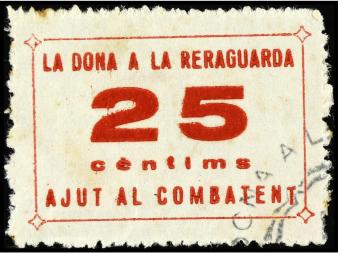 LA DONA A LA RERAGUARDA
25
cèntims
AJUT AL COMBATENT